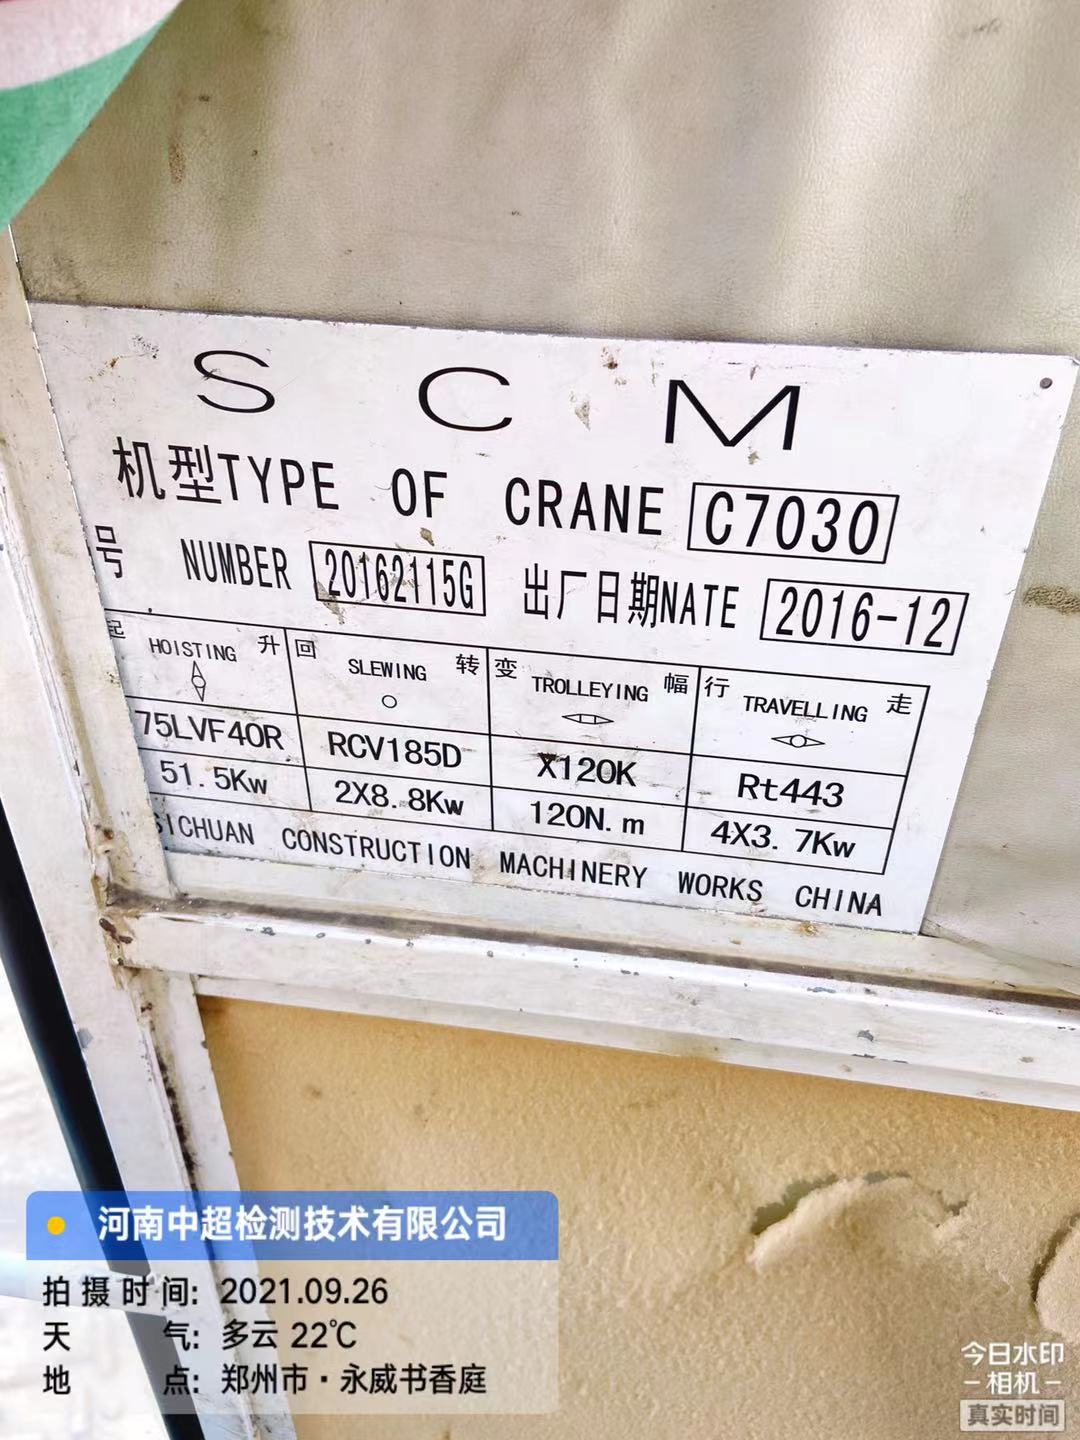 S C M
机型TYPE OF CRANE C7030
号 NUMBER 20162115G 出厂日期NATE 2016-12
起 HOISTING 升 回 SLEWING 转 变 TROLLEYING 幅 行 TRAVELLING 走
75LVF40R RCV185D X120K Rt443
51.5Kw 2X8.8Kw 120N.m 4X3.7Kw
SICHUAN CONSTRUCTION MACHINERY WORKS CHINA
河南中超检测技术有限公司
拍摄时间: 2021.09.26
天 气: 多云 22℃
地 点: 郑州市·永威书香庭
今日水印
-相机-
真实时间